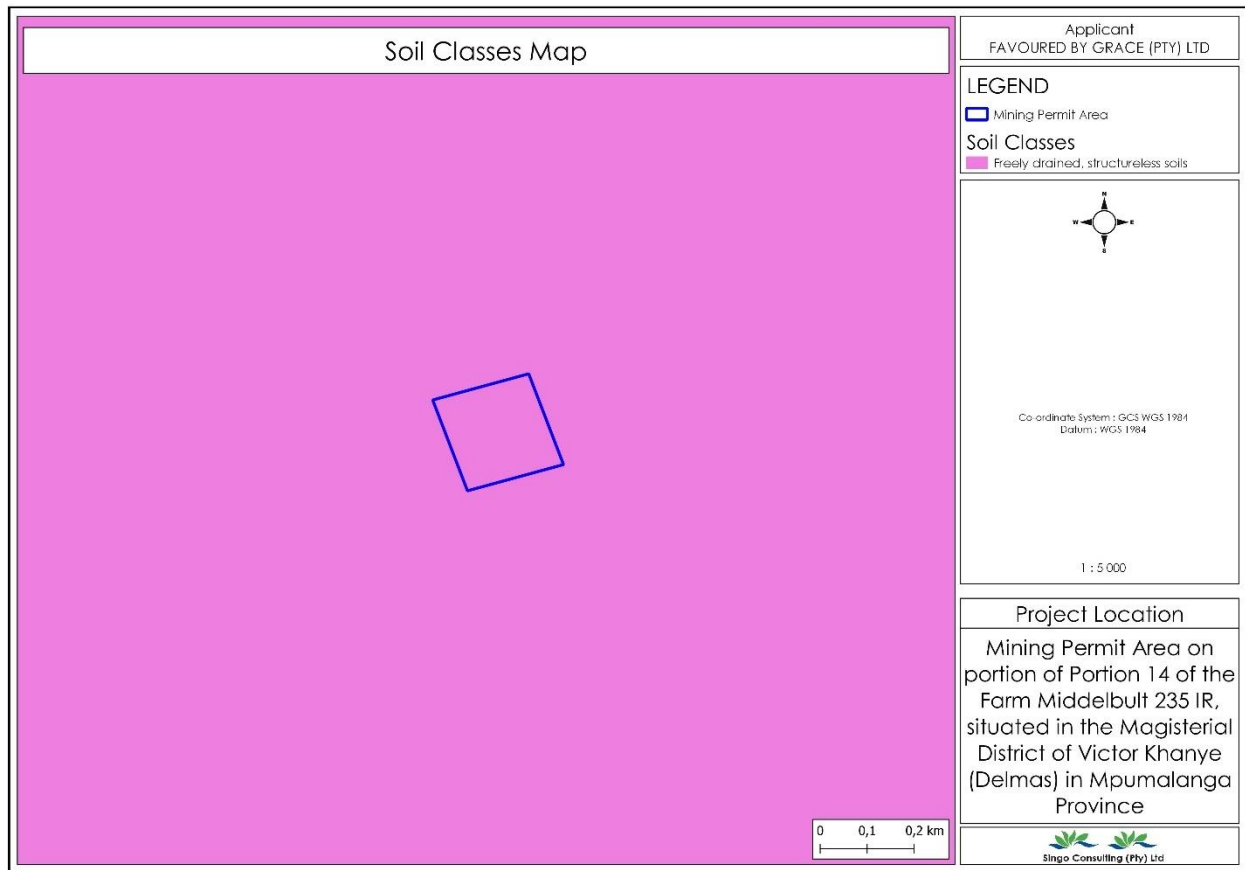 Soil Classes Map
Applicant
FAVOURED BY GRACE (PTY) LTD
LEGEND
Mining Permit Area
Soil Classes
Freely drained, structureless soils
N
W E
S
Co-ordinate System : GCS WGS 1984
Datum : WGS 1984
1 : 5 000
Project Location
Mining Permit Area on
portion of Portion 14 of the
Farm Middelbult 235 IR,
situated in the Magisterial
District of Victor Khanye
(Delmas) in Mpumalanga
Province
0 0,1 0,2 km
Singo Consulting (Pty) Ltd